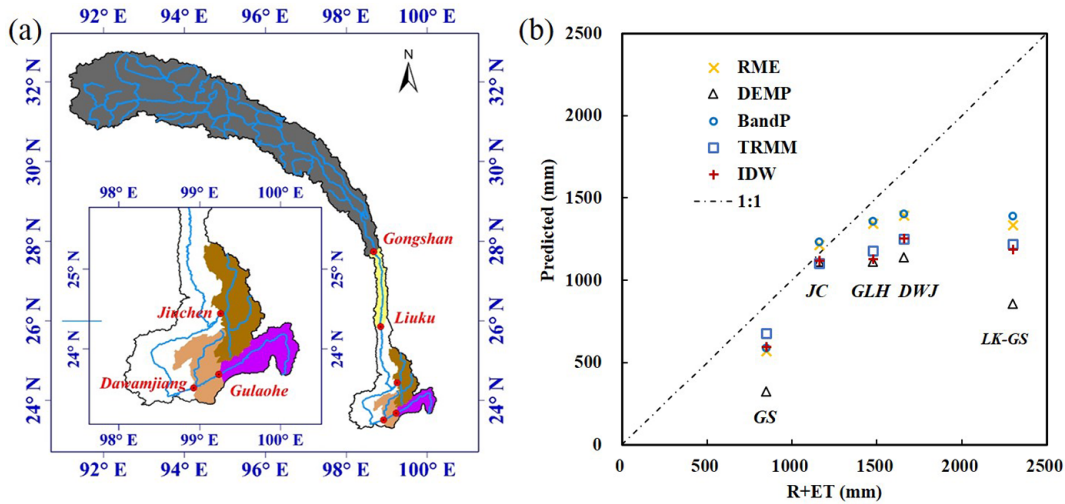 (a)
92° E 94° E 96° E 98° E 100° E
32° N
30° N
28° N
26° N
24° N
N
Gongshan
Liuku
25° N
24° N
Jiuchen
Dawanjiang
Gulaohe
98° E 99° E 100° E
32° N
30° N
28° N
26° N
24° N
92° E 94° E 96° E 98° E 100° E
(b)
Predicted (mm)
2500
2000
1500
1000
500
0
RME
DEMP
BandP
TRMM
IDW
1:1
JC
GLH
DWJ
LK-GS
GS
0 500 1000 1500 2000 2500
R+ET (mm)